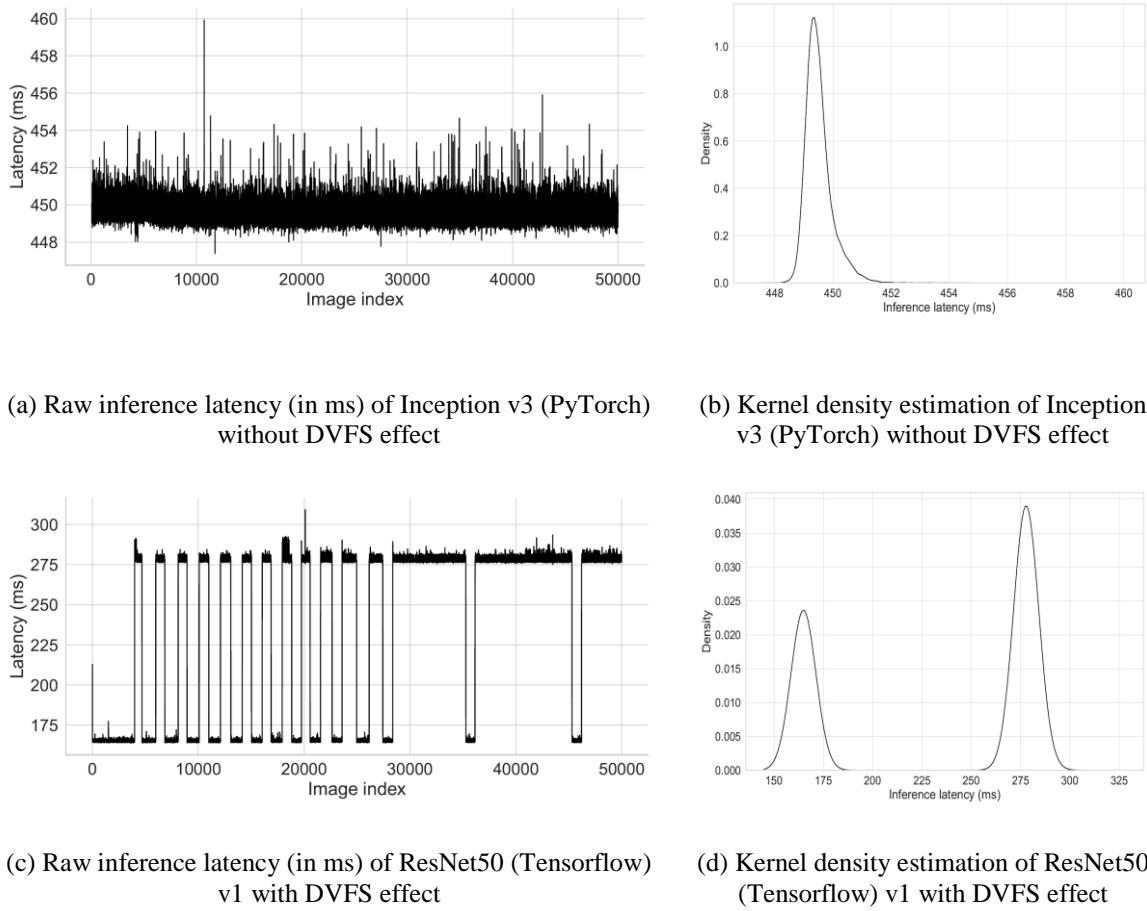 460
458
456
454
452
450
448
Latency (ms)
0 10000 20000 30000 40000 50000
Image index
1.0
0.8
0.6
0.4
0.2
0.0
Density
448 450 452 454 456 458 460
Inference latency (ms)
(a) Raw inference latency (in ms) of Inception v3 (PyTorch)
without DVFS effect
(b) Kernel density estimation of Inception
v3 (PyTorch) without DVFS effect
300
275
250
225
200
175
Latency (ms)
0 10000 20000 30000 40000 50000
Image index
0.040
0.035
0.030
0.025
0.020
0.015
0.010
0.005
0.000
Density
150 175 200 225 250 275 300 325
Inference latency (ms)
(c) Raw inference latency (in ms) of ResNet50 (Tensorflow)
v1 with DVFS effect
(d) Kernel density estimation of ResNet50
(Tensorflow) v1 with DVFS effect